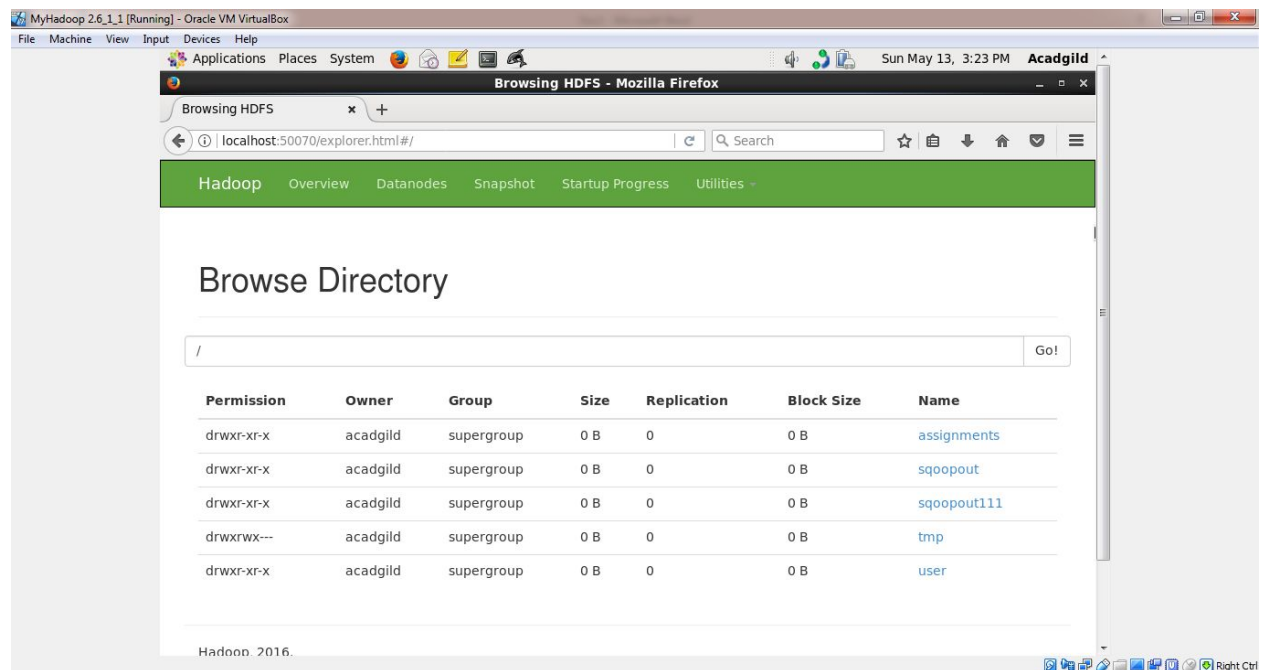 MyHadoop 2.6_1_1 [Running] - Oracle VM VirtualBox
File Machine View Input Devices Help
Applications Places System Sun May 13, 3:23 PM Acadgild
Browsing HDFS - Mozilla Firefox
Browsing HDFS
localhost:50070/explorer.html#/ Search
Hadoop Overview Datanodes Snapshot Startup Progress Utilities
Browse Directory
/ Go!
Permission Owner Group Size Replication Block Size Name
drwxr-xr-x acadgild supergroup 0 B 0 0 B assignments
drwxr-xr-x acadgild supergroup 0 B 0 0 B sqoopout
drwxr-xr-x acadgild supergroup 0 B 0 0 B sqoopout111
drwxrwx--- acadgild supergroup 0 B 0 0 B tmp
drwxr-xr-x acadgild supergroup 0 B 0 0 B user
Hadoop, 2016.
Right Ctrl